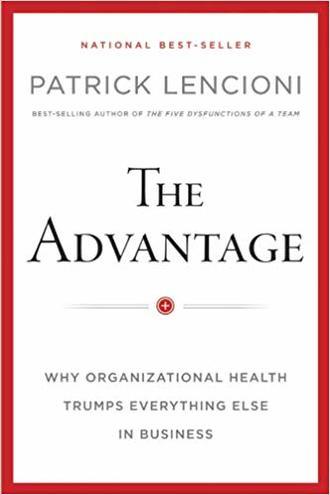 NATIONAL BEST-SELLER
PATRICK LENCIONI
BEST-SELLING AUTHOR OF THE FIVE DYSFUNCTIONS OF A TEAM
THE
ADVANTAGE
WHY ORGANIZATIONAL HEALTH
TRUMPS EVERYTHING ELSE
IN BUSINESS